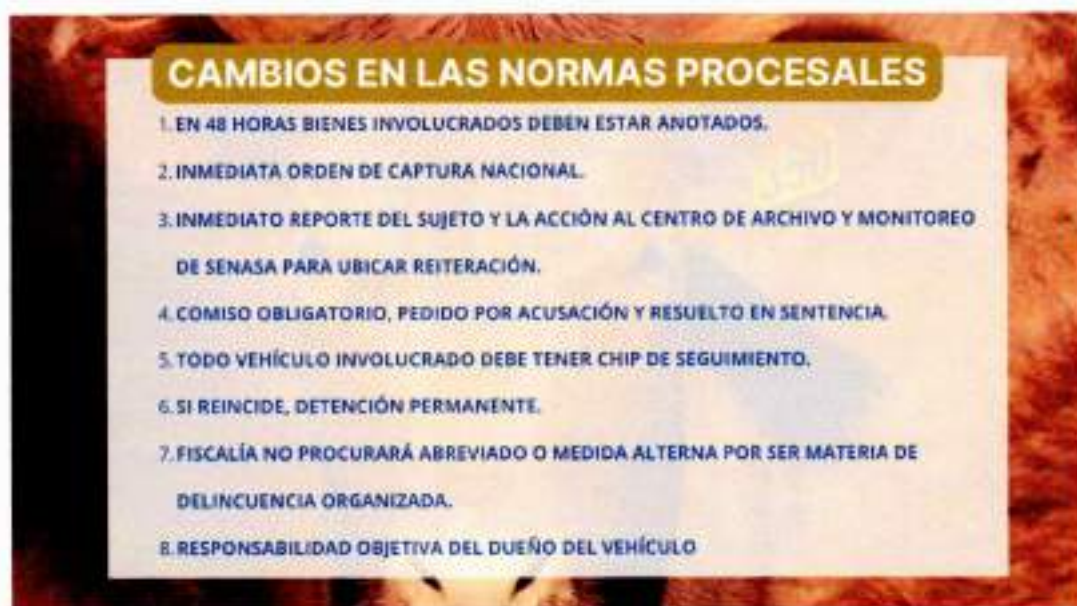 CAMBIOS EN LAS NORMAS PROCESALES
1. EN 48 HORAS BIENES INVOLUCRADOS DEBEN ESTAR ANOTADOS.
2. INMEDIATA ORDEN DE CAPTURA NACIONAL.
3. INMEDIATO REPORTE DEL SUJETO Y LA ACCIÓN AL CENTRO DE ARCHIVO Y MONITOREO
DE SENASA PARA UBICAR REITERACIÓN.
4. COMISO OBLIGATORIO, PEDIDO POR ACUSACIÓN Y RESUELTO EN SENTENCIA.
5. TODO VEHÍCULO INVOLUCRADO DEBE TENER CHIP DE SEGUIMIENTO.
6. SI REINCIDE, DETENCIÓN PERMANENTE.
7. FISCALÍA NO PROCURARÁ ABREVIADO O MEDIDA ALTERNA POR SER MATERIA DE
DELINCUENCIA ORGANIZADA.
8. RESPONSABILIDAD OBJETIVA DEL DUEÑO DEL VEHÍCULO